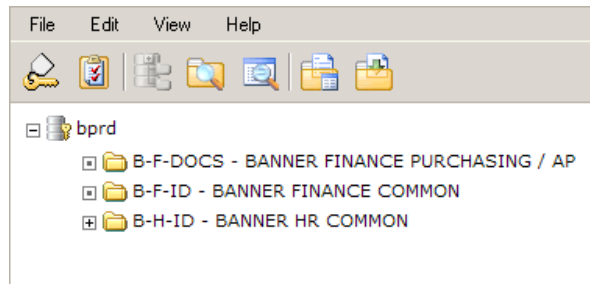 File Edit View Help
bprd
B-F-DOCS - BANNER FINANCE PURCHASING / AP
B-F-ID - BANNER FINANCE COMMON
B-H-ID - BANNER HR COMMON